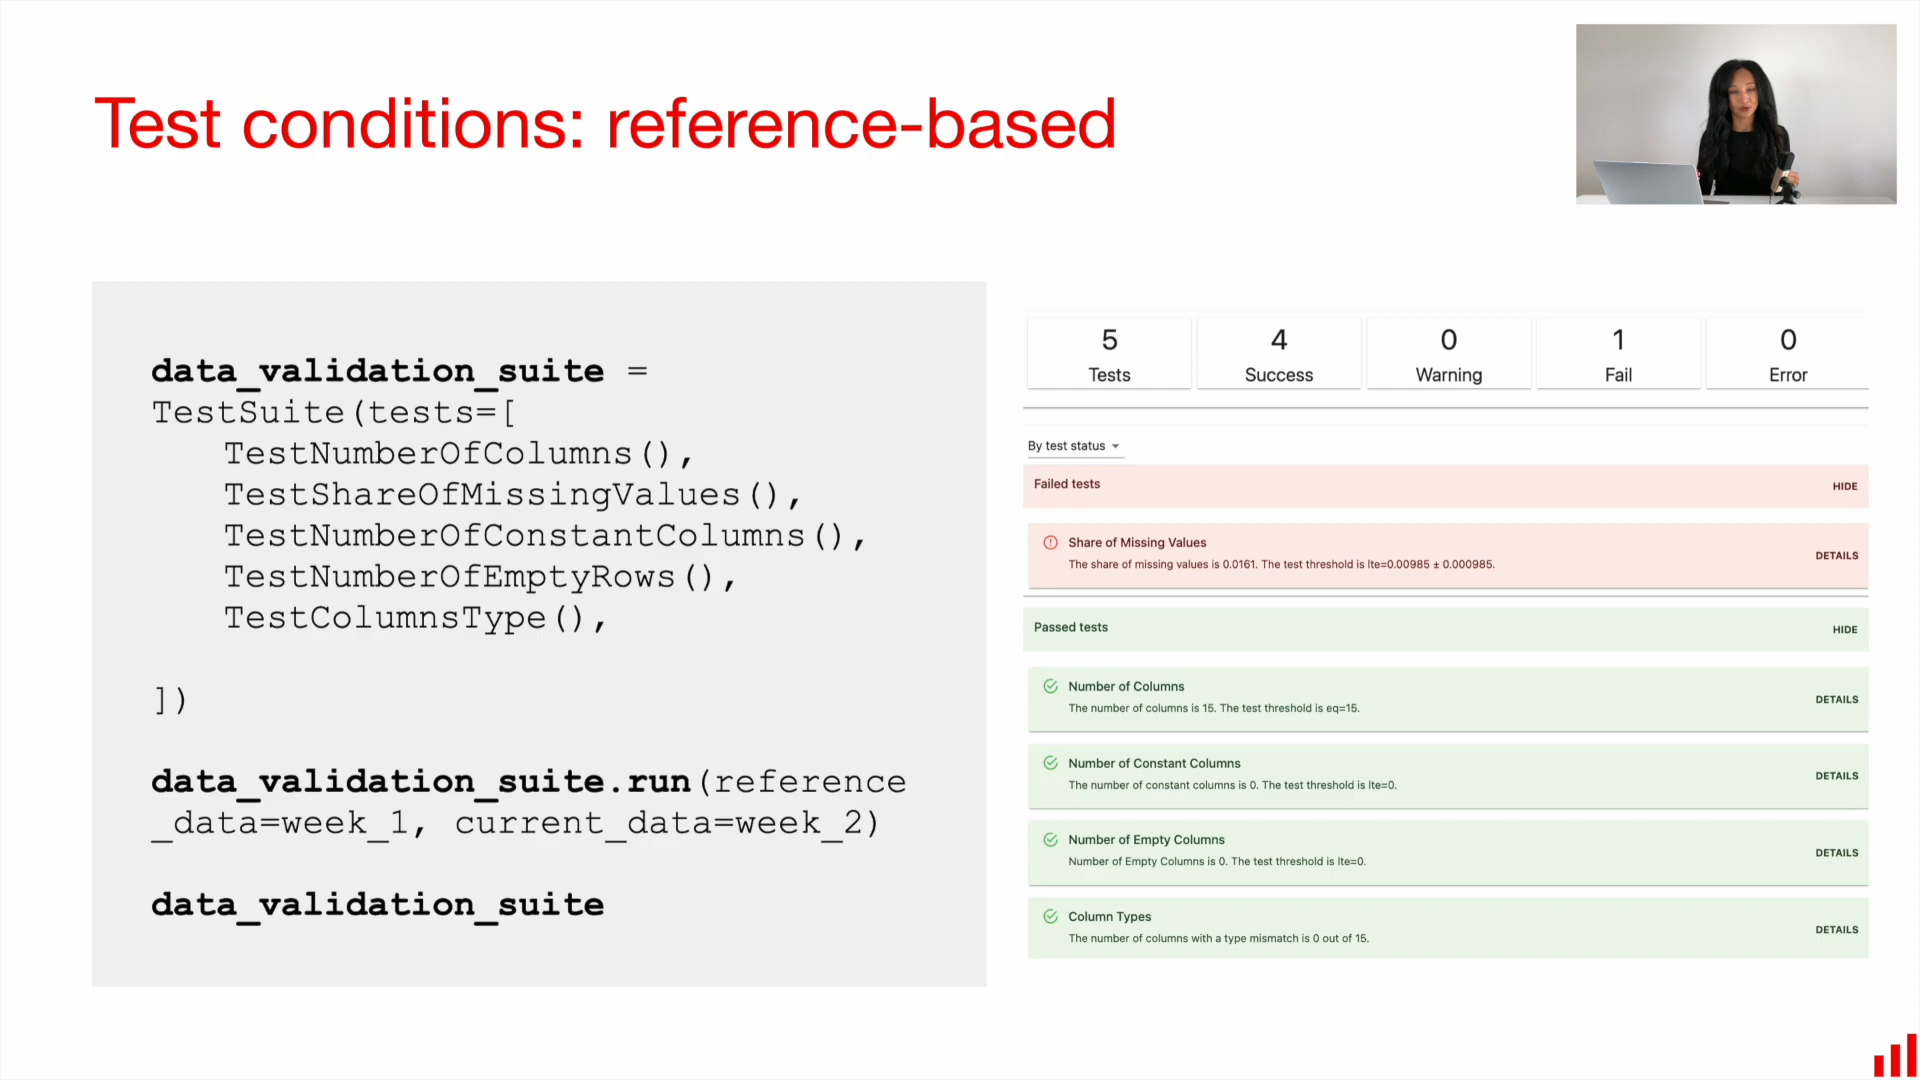 Test conditions: reference-based
data_validation_suite =
TestSuite(tests=[
TestNumberOfColumns(),
TestShareOfMissingValues(),
TestNumberOfConstantColumns(),
TestNumberOfEmptyRows(),
TestColumnsType(),
])
data_validation_suite.run(reference
_data=week_1, current_data=week_2)
data_validation_suite
5
Tests
4
Success
0
Warning
1
Fail
0
Error
By test status
Failed tests
HIDE
Share of Missing Values
The share of missing values is 0.0161. The test threshold is lte=0.00985 ± 0.000985.
DETAILS
Passed tests
HIDE
Number of Columns
The number of columns is 15. The test threshold is eq=15.
DETAILS
Number of Constant Columns
The number of constant columns is 0. The test threshold is lte=0.
DETAILS
Number of Empty Columns
Number of Empty Columns is 0. The test threshold is lte=0.
DETAILS
Column Types
The number of columns with a type mismatch is 0 out of 15.
DETAILS